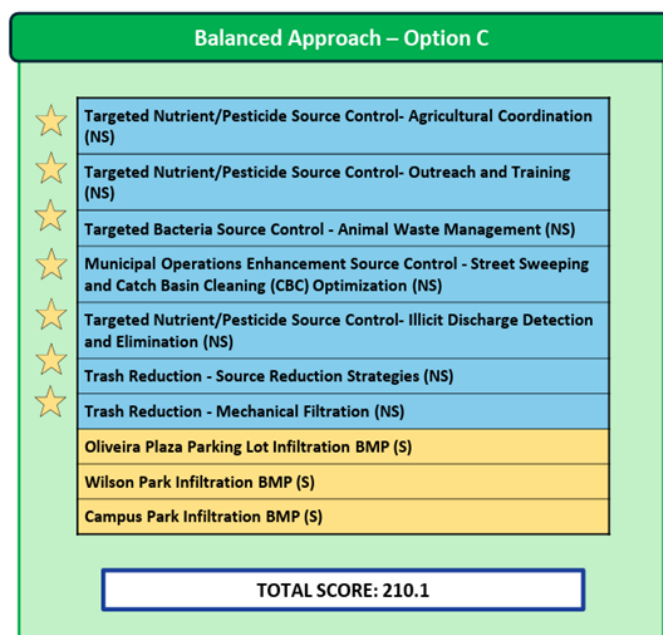 Balanced Approach – Option C
Targeted Nutrient/Pesticide Source Control- Agricultural Coordination
(NS)
Targeted Nutrient/Pesticide Source Control- Outreach and Training
(NS)
Targeted Bacteria Source Control - Animal Waste Management (NS)
Municipal Operations Enhancement Source Control - Street Sweeping
and Catch Basin Cleaning (CBC) Optimization (NS)
Targeted Nutrient/Pesticide Source Control- Illicit Discharge Detection
and Elimination (NS)
Trash Reduction - Source Reduction Strategies (NS)
Trash Reduction - Mechanical Filtration (NS)
Oliveira Plaza Parking Lot Infiltration BMP (S)
Wilson Park Infiltration BMP (S)
Campus Park Infiltration BMP (S)
TOTAL SCORE: 210.1